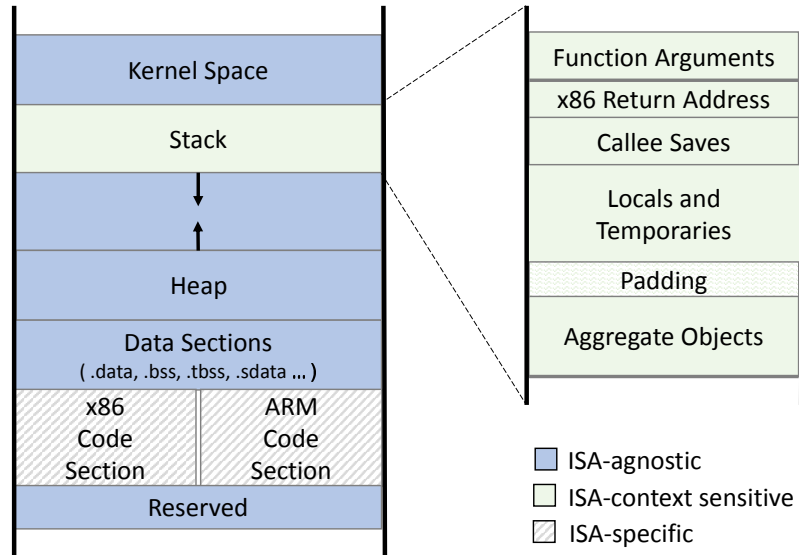 Kernel Space
Stack
Heap
Data Sections
( .data, .bss, .tbss, .sdata ... )
x86
Code
Section
ARM
Code
Section
Reserved
Function Arguments
x86 Return Address
Callee Saves
Locals and
Temporaries
Padding
Aggregate Objects
ISA-agnostic
ISA-context sensitive
ISA-specific